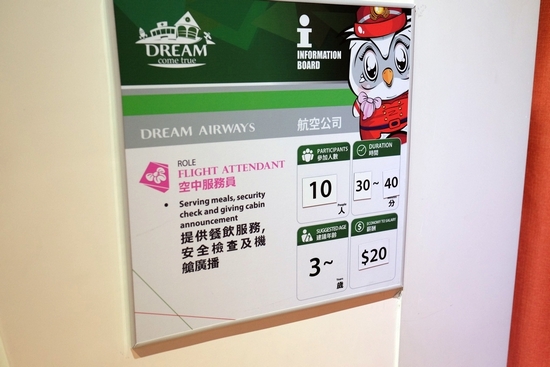 DREAM
come true
i
INFORMATION
BOARD
DREAM AIRWAYS
航空公司
ROLE
FLIGHT ATTENDANT
空中服務員
• Serving meals, security
check and giving cabin
announcement
提供餐飲服務,
安全檢查及機
艙廣播
PARTICIPANTS
參加人數
10
People
人
DURATION
時間
30 ~ 40
分
SUGGESTED AGE
建議年齡
3~
Years
歲
$
ECONOMY TO SALARY
薪酬
$20